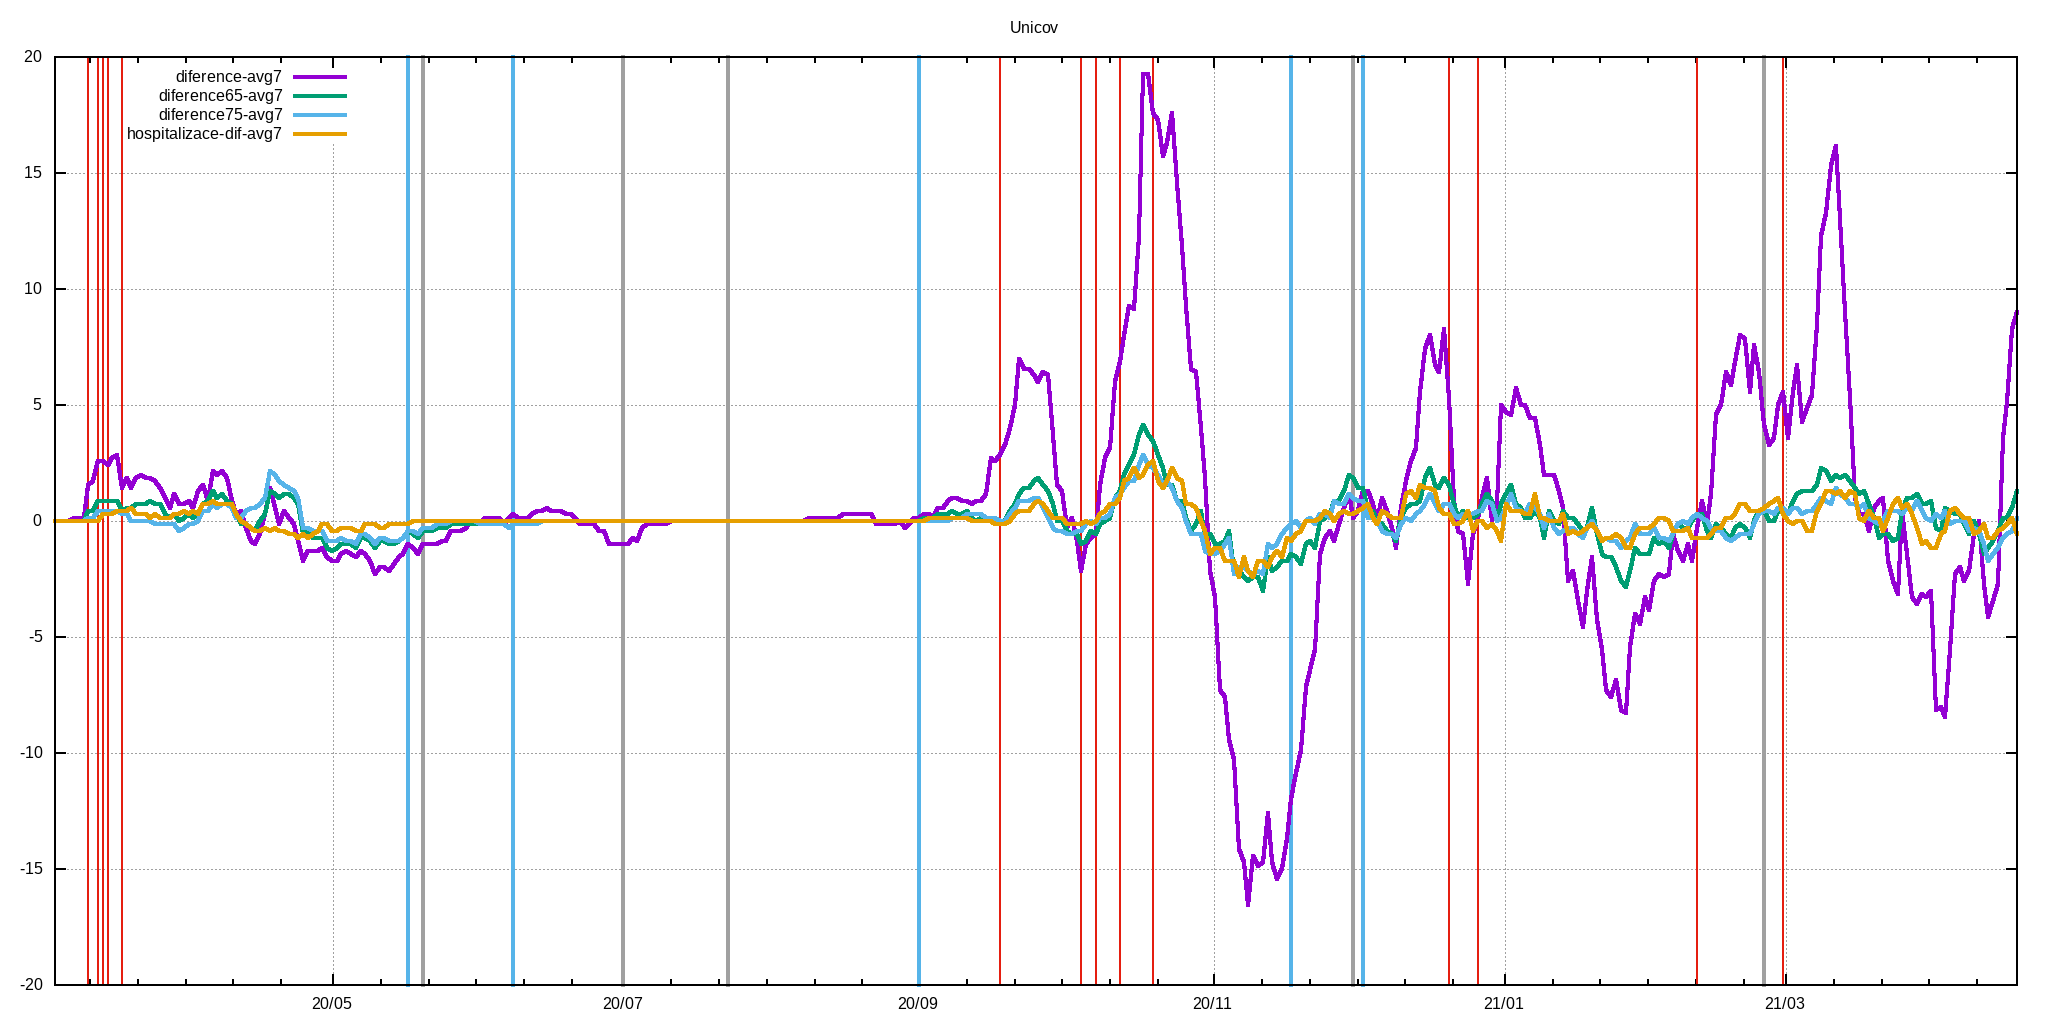 Unicov
diference-avg7
diference65-avg7
diference75-avg7
hospitalizace-dif-avg7
20
15
10
5
0
-5
-10
-15
-20
20/05 20/07 20/09 20/11 21/01 21/03